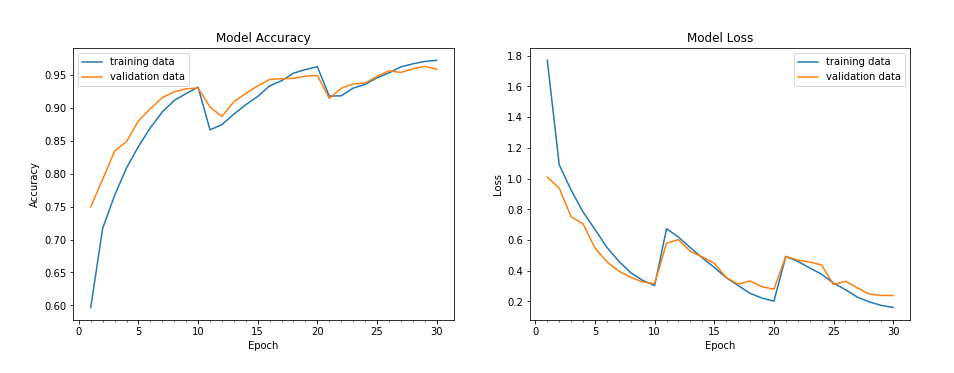 Model Accuracy
training data
validation data
0.95
0.90
0.85
0.80
0.75
0.70
0.65
0.60
Accuracy
0 5 10 15 20 25 30
Epoch
Model Loss
training data
validation data
1.8
1.6
1.4
1.2
1.0
0.8
0.6
0.4
0.2
Loss
0 5 10 15 20 25 30
Epoch